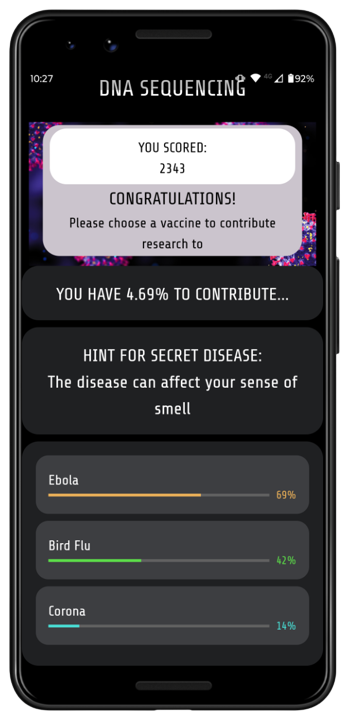 10:27
4G
92%
DNA SEQUENCING
YOU SCORED:
2343
CONGRATULATIONS!
Please choose a vaccine to contribute
research to
YOU HAVE 4.69% TO CONTRIBUTE...
HINT FOR SECRET DISEASE:
The disease can affect your sense of
smell
Ebola
69%
Bird Flu
42%
Corona
14%